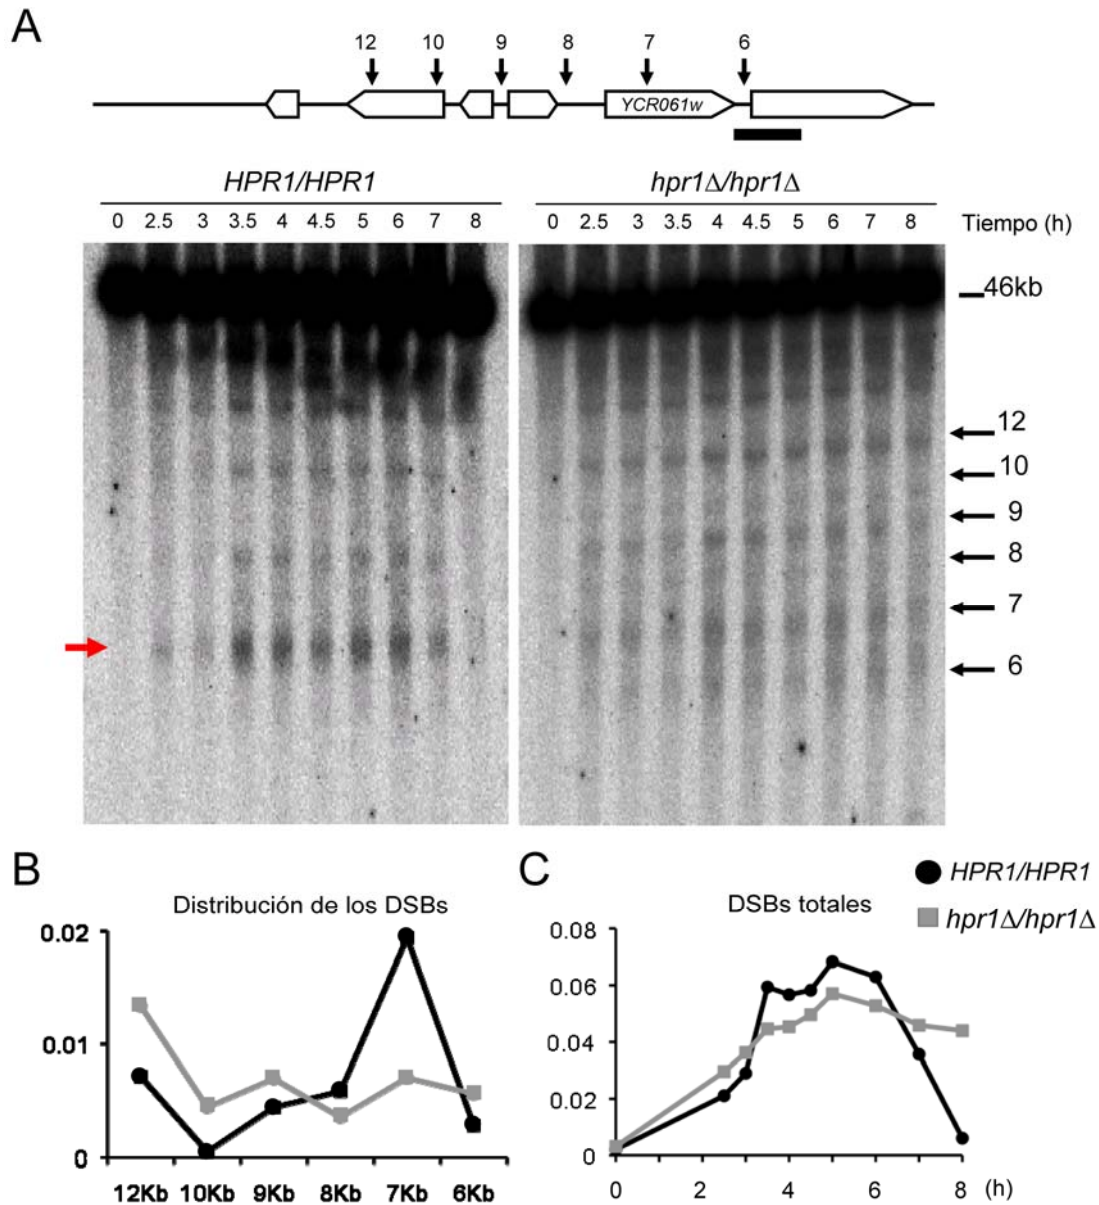 A
12 10 9 8 7 6
YCR061w
HPR1/HPR1 hpr1Δ/hpr1Δ
0 2.5 3 3.5 4 4.5 5 6 7 8 0 2.5 3 3.5 4 4.5 5 6 7 8 Tiempo (h)
46kb
12
10
9
8
7
6
B
Distribución de los DSBs
0.02
0.01
0
12Kb 10Kb 9Kb 8Kb 7Kb 6Kb
C
DSBs totales
HPR1/HPR1
hpr1Δ/hpr1Δ
0.08
0.06
0.04
0.02
0
0 2 4 6 8 (h)